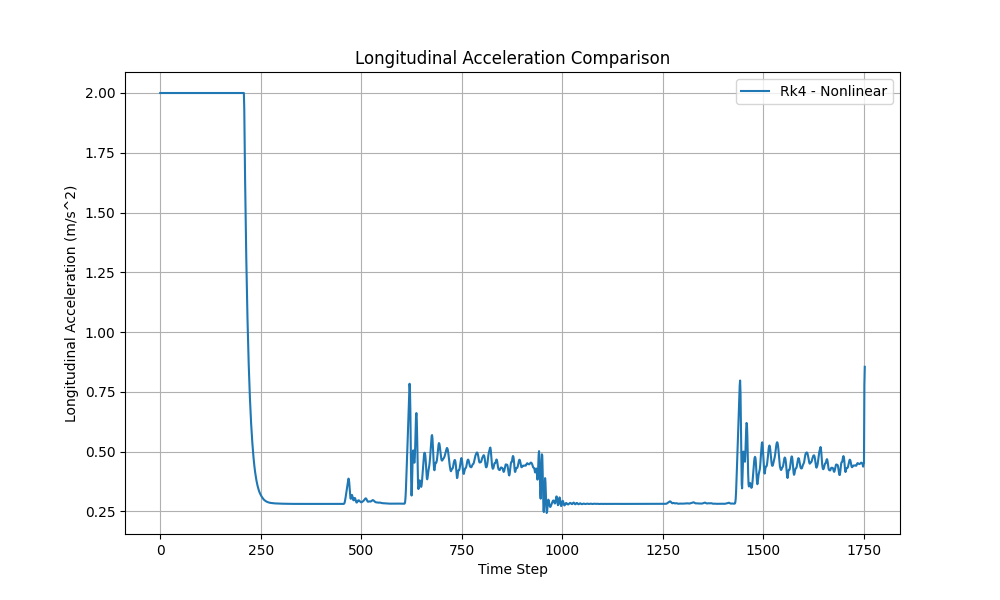 Longitudinal Acceleration Comparison
Rk4 - Nonlinear
Longitudinal Acceleration (m/s^2)
2.00
1.75
1.50
1.25
1.00
0.75
0.50
0.25
0 250 500 750 1000 1250 1500 1750
Time Step